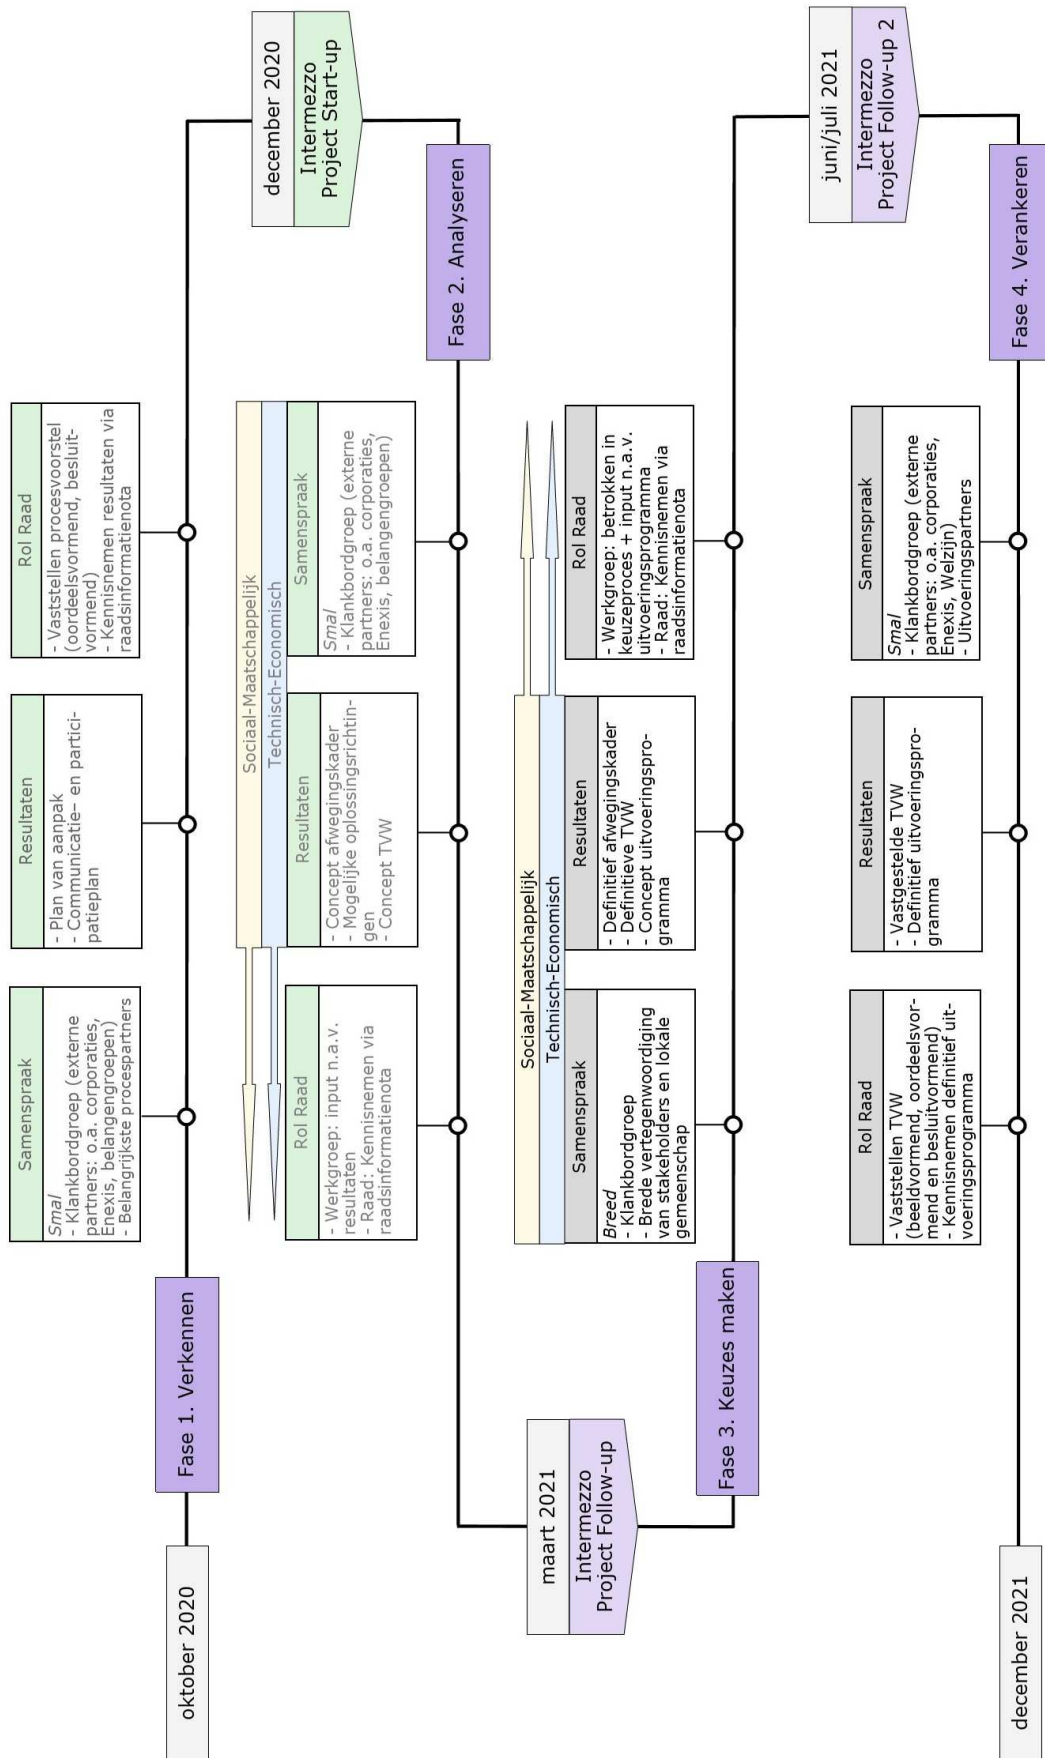 oktober 2020
Fase 1. Verkennen
Samenspraak
Smal
- Klankbordgroep (externe
partners: o.a. corporaties,
Enexis, belangengroepen)
- Belangrijkste procespartners
Resultaten
- Plan van aanpak
- Communicatie- en partici-
patieplan
Rol Raad
- Vaststellen procesvoorstel
(oordeelsvormend, besluit-
vormend)
- Kennisnemen resultaten via
raadsinformatienota
december 2020
Intermezzo
Project Start-up
Fase 2. Analyseren
Sociaal-Maatschappelijk
Technisch-Economisch
Samenspraak
Smal
- Klankbordgroep (externe
partners: o.a. corporaties,
Enexis, belangengroepen)
Resultaten
- Concept afwegingskader
- Mogelijke oplossingsrichtin-
gen
- Concept TVW
Rol Raad
- Werkgroep: input n.a.v.
resultaten
- Raad: Kennisnemen via
raadsinformatienota
maart 2021
Intermezzo
Project Follow-up
Fase 3. Keuzes maken
Sociaal-Maatschappelijk
Technisch-Economisch
Samenspraak
Breed
- Klankbordgroep
- Brede vertegenwoordiging
van stakeholders en lokale
gemeenschap
Resultaten
- Definitief afwegingskader
- Definitieve TVW
- Concept uitvoeringspro-
gramma
Rol Raad
- Werkgroep: betrokken in
keuzeproces + input n.a.v.
uitvoeringsprogramma
- Raad: Kennisnemen via
raadsinformatienota
juni/juli 2021
Intermezzo
Project Follow-up 2
Fase 4. Verankeren
Samenspraak
Smal
- Klankbordgroep (externe
partners: o.a. corporaties,
Enexis, Welzijn)
- Uitvoeringspartners
Resultaten
- Vastgestelde TVW
- Definitief uitvoeringspro-
gramma
Rol Raad
- Vaststellen TVW
(beeldvormend, oordeelsvor-
mend en besluitvormend)
- Kennisnemen definitief uit-
voeringsprogramma
december 2021